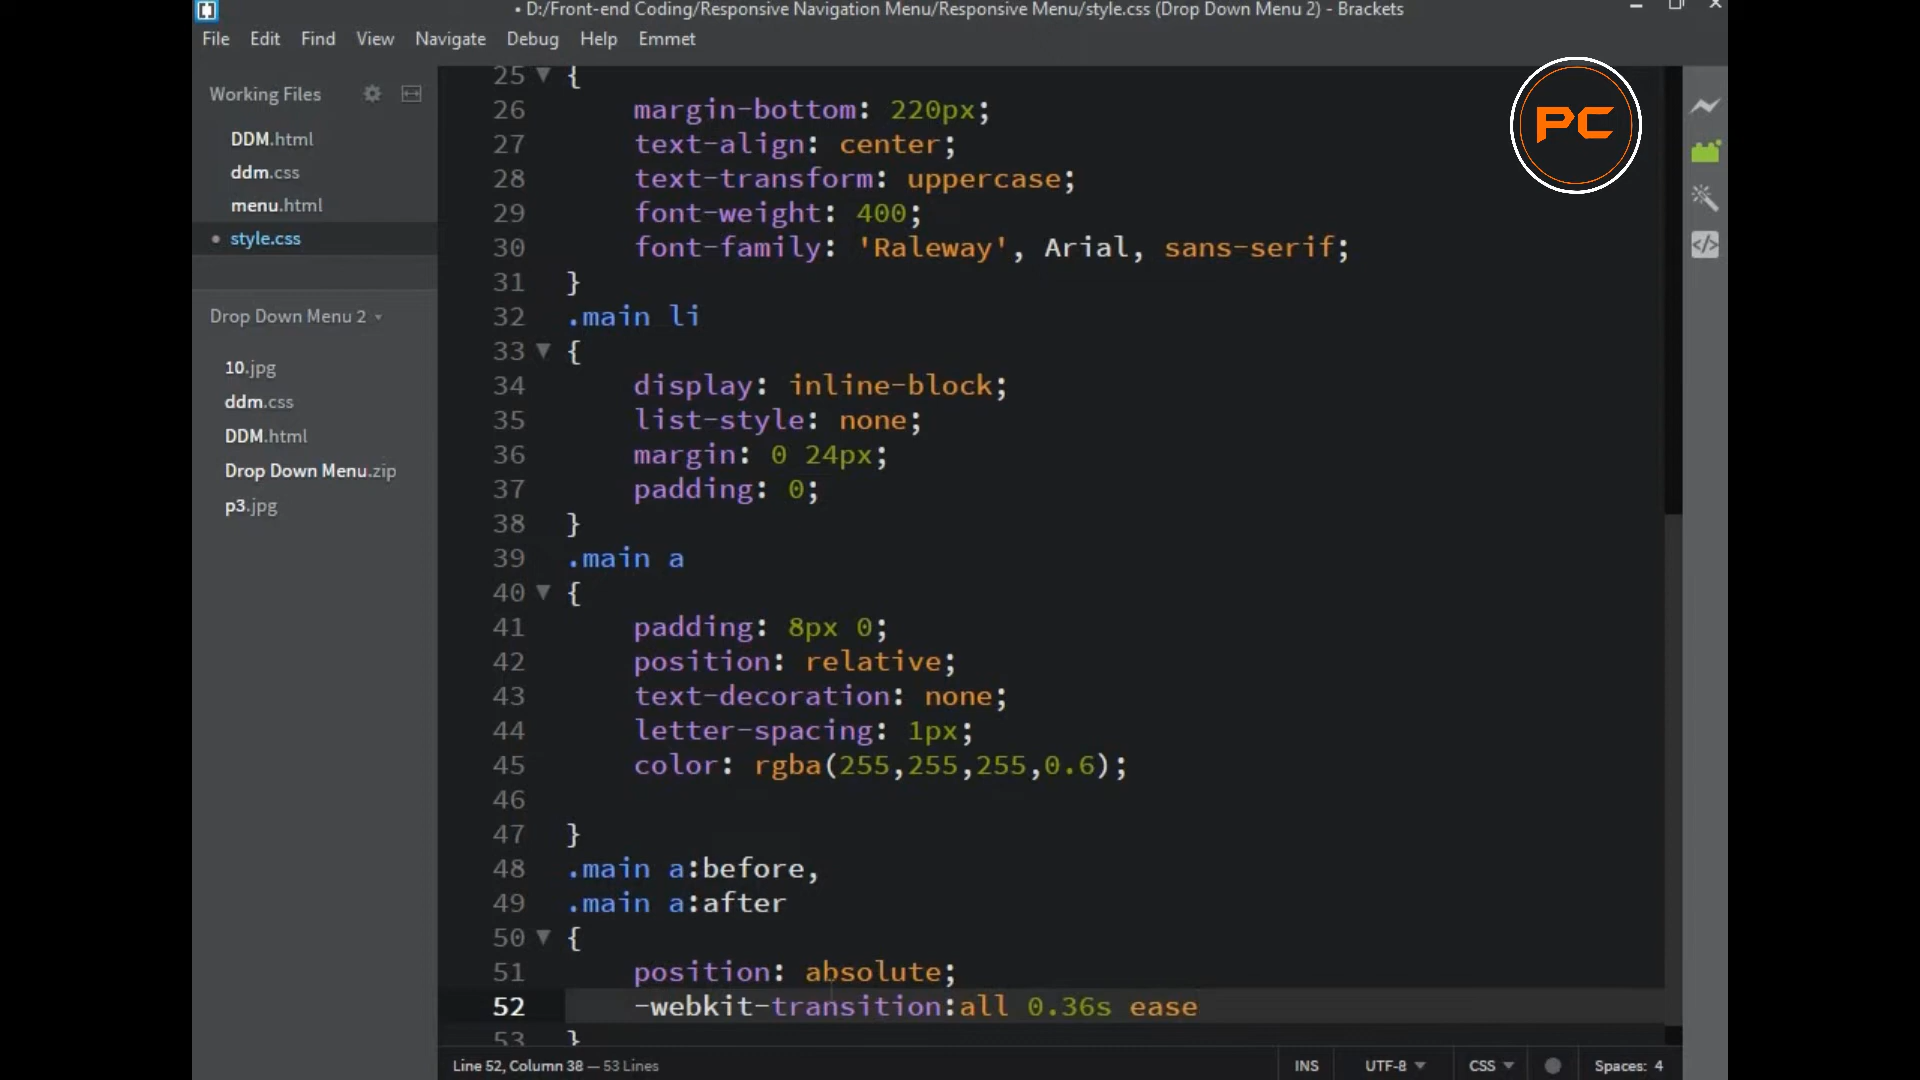 • D:/Front-end Coding/Responsive Navigation Menu/Responsive Menu/style.css (Drop Down Menu 2) - Brackets
File Edit Find View Navigate Debug Help Emmet
Working Files
DDM.html
ddm.css
menu.html
• style.css
Drop Down Menu 2
10.jpg
ddm.css
DDM.html
Drop Down Menu.zip
p3.jpg
25 {
26 margin-bottom: 220px;
27 text-align: center;
28 text-transform: uppercase;
29 font-weight: 400;
30 font-family: 'Raleway', Arial, sans-serif;
31 }
32 .main li
33 {
34 display: inline-block;
35 list-style: none;
36 margin: 0 24px;
37 padding: 0;
38 }
39 .main a
40 {
41 padding: 8px 0;
42 position: relative;
43 text-decoration: none;
44 letter-spacing: 1px;
45 color: rgba(255,255,255,0.6);
46
47 }
48 .main a:before,
49 .main a:after
50 {
51 position: absolute;
52 -webkit-transition:all 0.36s ease
53 }
PC
Line 52, Column 38 — 53 Lines
INS UTF-8 CSS Spaces: 4